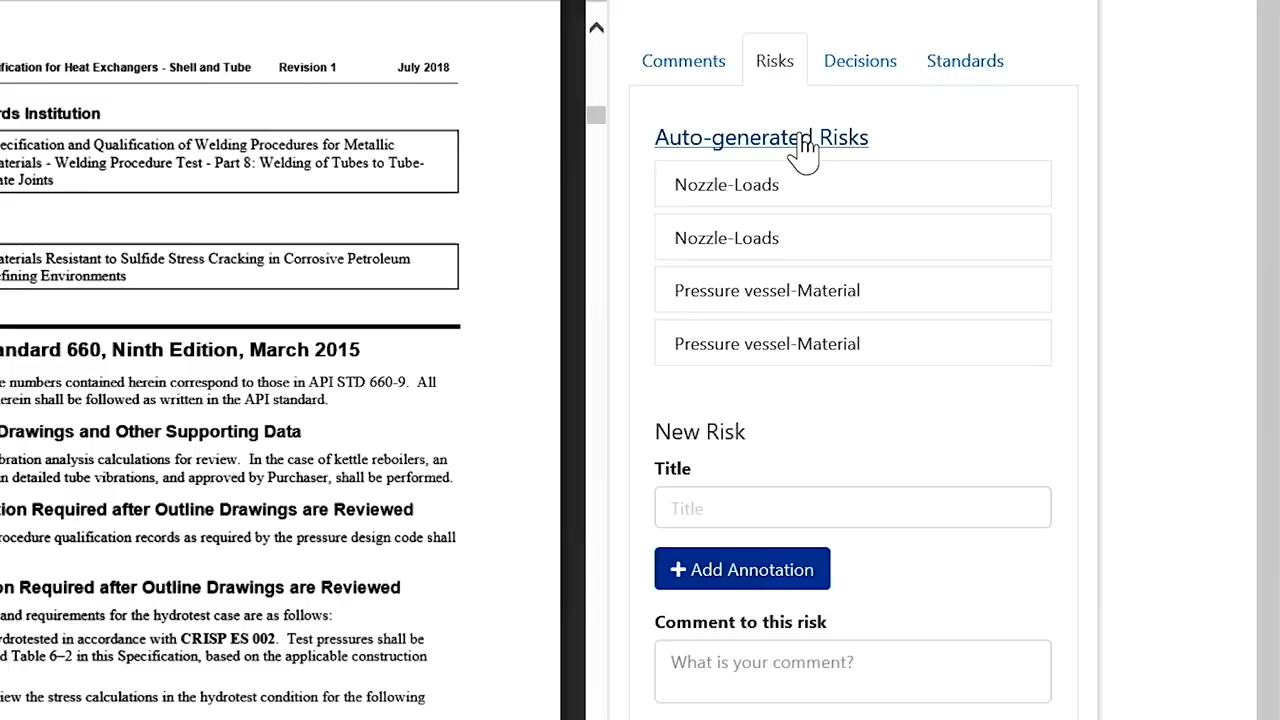 fication for Heat Exchangers - Shell and Tube Revision 1 July 2018
rds Institution
ecification and Qualification of Welding Procedures for Metallic
aterials - Welding Procedure Test - Part 8: Welding of Tubes to Tube-
ate Joints
aterials Resistant to Sulfide Stress Cracking in Corrosive Petroleum
efining Environments
andard 660, Ninth Edition, March 2015
e numbers contained herein correspond to those in API STD 660-9. All
erein shall be followed as written in the API standard.
Drawings and Other Supporting Data
bration analysis calculations for review. In the case of kettle reboilers, an
n detailed tube vibrations, and approved by Purchaser, shall be performed.
tion Required after Outline Drawings are Reviewed
rocedure qualification records as required by the pressure design code shall
on Required after Outline Drawings are Reviewed
and requirements for the hydrotest case are as follows:
ydrotested in accordance with CRISP ES 002. Test pressures shall be
d Table 6–2 in this Specification, based on the applicable construction
iew the stress calculations in the hydrotest condition for the following
Comments Risks Decisions Standards
Auto-generated Risks
Nozzle-Loads
Nozzle-Loads
Pressure vessel-Material
Pressure vessel-Material
New Risk
Title
Title
+ Add Annotation
Comment to this risk
What is your comment?